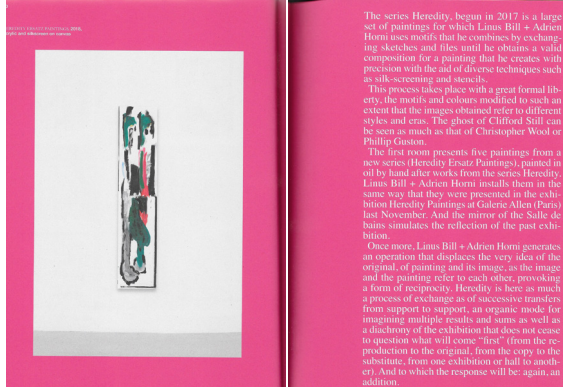 HEREDITY ERSATZ PAINTINGS, 2018,
and silkscreen on canvas
The series Heredity, begun in 2017 is a large
set of paintings for which Linus Bill + Adrien
Horni uses motifs that he combines by exchang-
ing sketches and files until he obtains a valid
composition for a painting that he creates with
precision with the aid of diverse techniques such
as silk-screening and stencils.
This process takes place with a great formal lib-
erty, the motifs and colours modified to such an
extent that the images obtained refer to different
styles and eras. The ghost of Clifford Still can
be seen as much as that of Christopher Wool or
Phillip Guston.
The first room presents five paintings from a
new series (Heredity Ersatz Paintings), painted in
oil by hand after works from the series Heredity.
Linus Bill + Adrien Horni installs them in the
same way that they were presented in the exhi-
bition Heredity Paintings at Galerie Allen (Paris)
last November. And the mirror of the Salle de
bains simulates the reflection of the past exhi-
bition.
Once more, Linus Bill + Adrien Horni generates
an operation that displaces the very idea of the
original, of painting and its image, as the image
and the painting refer to each other, provoking
a form of reciprocity. Heredity is here as much
a process of exchange as of successive transfers
from support to support, an organic mode for
imagining multiple results and sums as well as
a diachrony of the exhibition that does not cease
to question what will come “first” (from the re-
production to the original, from the copy to the
substitute, from one exhibition or hall to anoth-
er). And to which the response will be: again, an
addition.